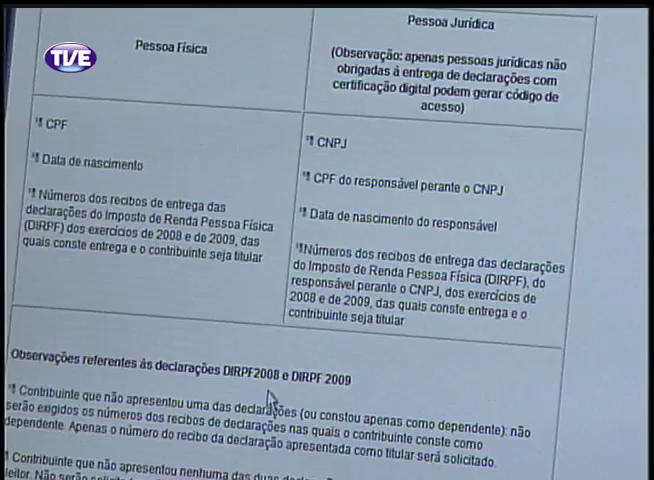 TVE
Pessoa Física
CPF
Data de nascimento
Números dos recibos de entrega das
declarações do Imposto de Renda Pessoa Física
(DIRPF) dos exercícios de 2008 e de 2009, das
quais conste entrega e o contribuinte seja titular
Pessoa Jurídica
(Observação: apenas pessoas jurídicas não
obrigadas à entrega de declarações com
certificação digital podem gerar código de
acesso)
CNPJ
CPF do responsável perante o CNPJ
Data de nascimento do responsável
Números dos recibos de entrega das declarações
do Imposto de Renda Pessoa Física (DIRPF), do
responsável perante o CNPJ, dos exercícios de
2008 e de 2009, das quais conste entrega e o
contribuinte seja titular
Observações referentes às declarações DIRPF2008 e DIRPF 2009
Contribuinte que não apresentou uma das declarações (ou constou apenas como dependente): não
serão exigidos os números dos recibos de declarações nas quais o contribuinte conste como
dependente. Apenas o número do recibo da declaração apresentada como titular será solicitado.
Contribuinte que não apresentou nenhuma das duas
leitor. Não serão